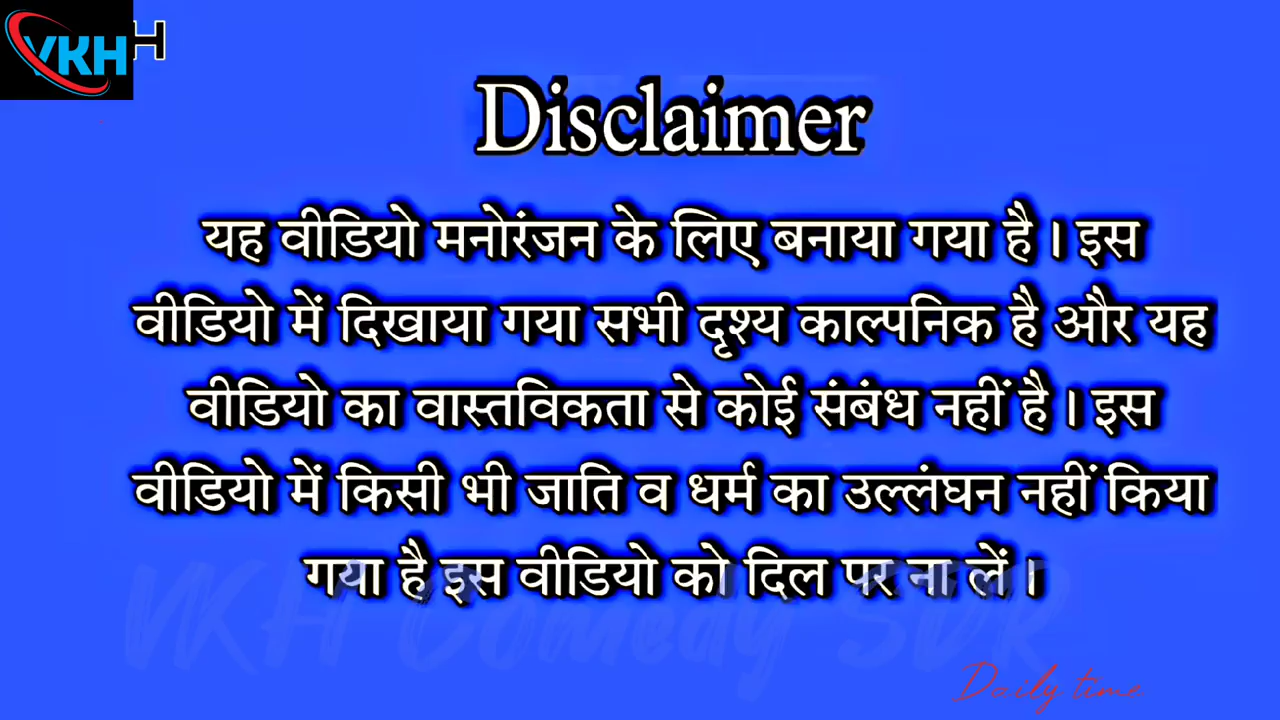 VKH
H
Disclaimer
यह वीडियो मनोरंजन के लिए बनाया गया है। इस
वीडियो में दिखाया गया सभी दृश्य काल्पनिक है और यह
वीडियो का वास्तविकता से कोई संबंध नहीं है। इस
वीडियो में किसी भी जाति व धर्म का उल्लंघन नहीं किया
गया है इस वीडियो को दिल पर ना लें।
VKH Comedy SDR
Daily time